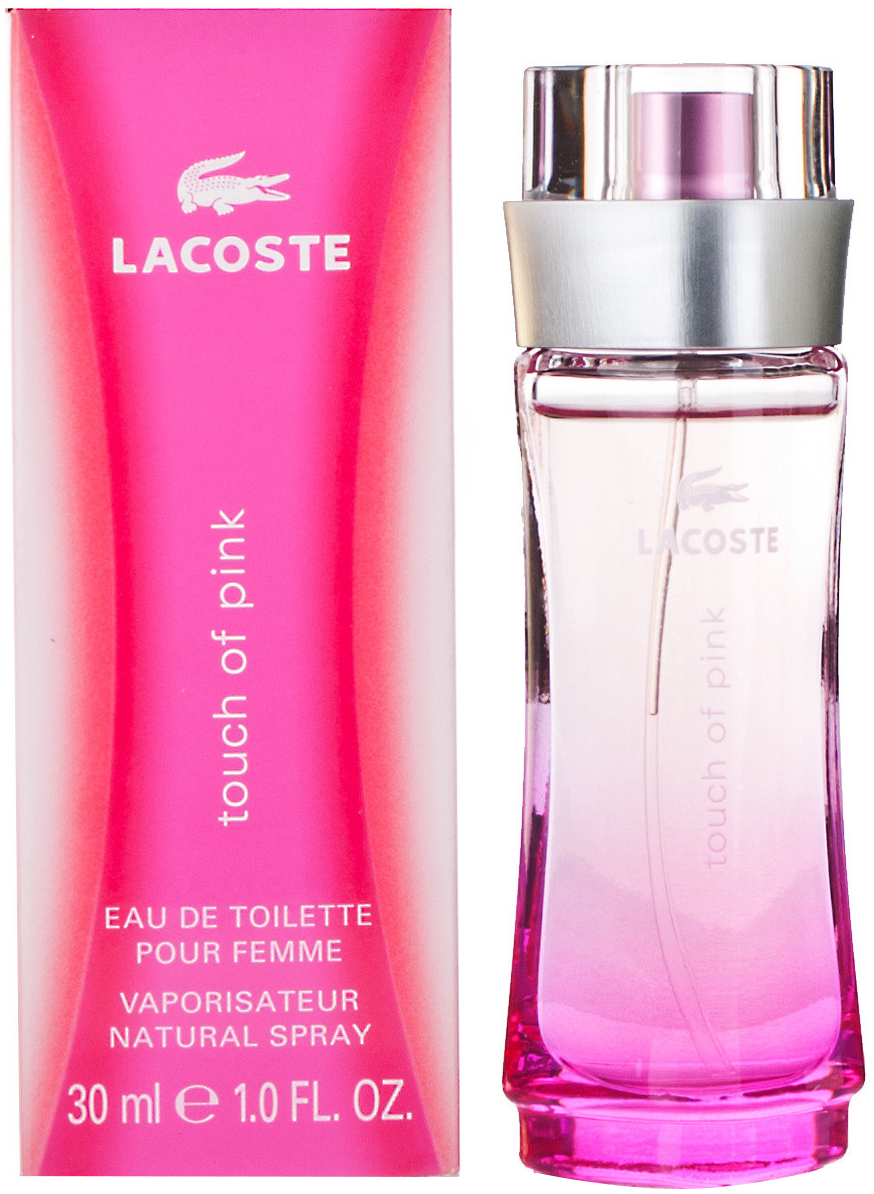 LACOSTE
touch of pink
EAU DE TOILETTE
POUR FEMME
VAPORISATEUR
NATURAL SPRAY
30 ml ℮ 1.0 FL. OZ.
LACOSTE
touch of pink